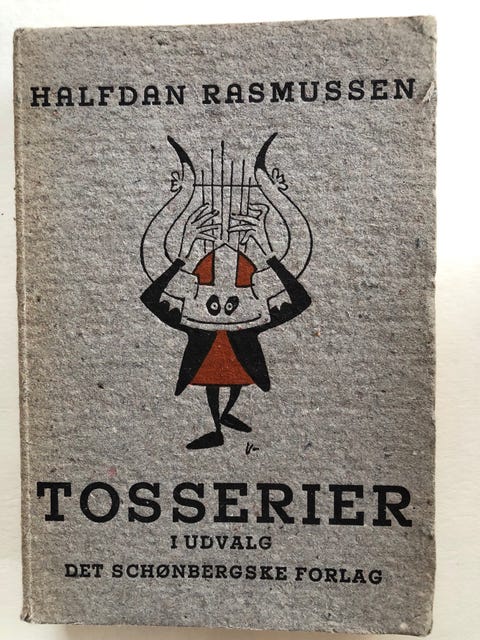 HALFDAN RASMUSSEN
TOSSERIER
I UDVALG
DET SCHØNBERGSKE FORLAG